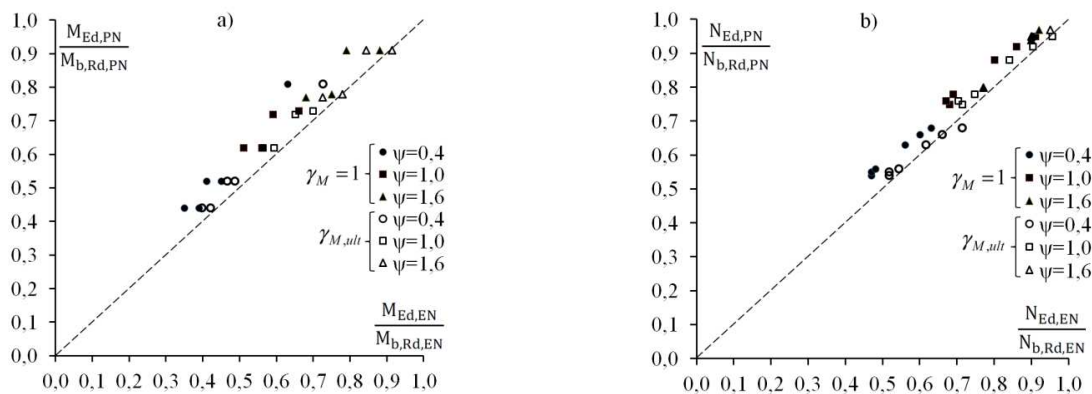 a)
M_Ed,PN
M_b,Rd,PN
1,0
0,9
0,8
0,7
0,6
0,5
0,4
0,3
0,2
0,1
0,0
γ_M = 1
ψ=0,4
ψ=1,0
ψ=1,6
γ_M,ult
ψ=0,4
ψ=1,0
ψ=1,6
M_Ed,EN
M_b,Rd,EN
0,0 0,1 0,2 0,3 0,4 0,5 0,6 0,7 0,8 0,9 1,0
b)
N_Ed,PN
N_b,Rd,PN
1,0
0,9
0,8
0,7
0,6
0,5
0,4
0,3
0,2
0,1
0,0
γ_M = 1
ψ=0,4
ψ=1,0
ψ=1,6
γ_M,ult
ψ=0,4
ψ=1,0
ψ=1,6
N_Ed,EN
N_b,Rd,EN
0,0 0,1 0,2 0,3 0,4 0,5 0,6 0,7 0,8 0,9 1,0